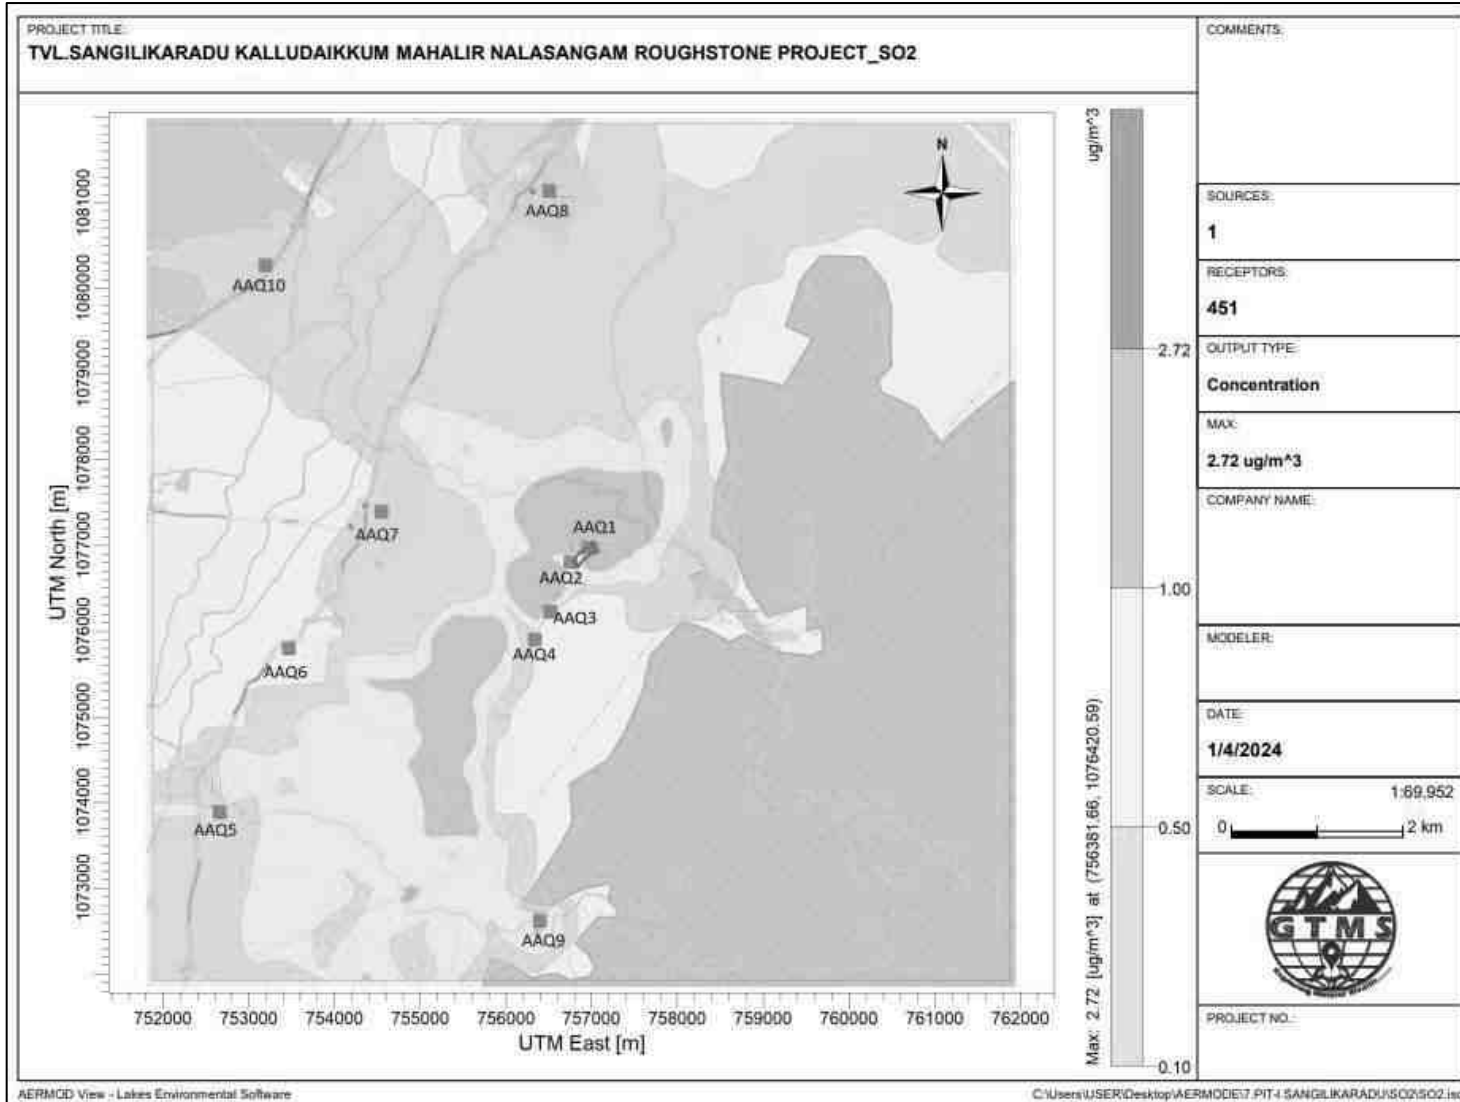 PROJECT TITLE:
TVL.SANGILIKARADU KALLUDAIKKUM MAHALIR NALASANGAM ROUGHSTONE PROJECT_SO2
COMMENTS:
SOURCES:
1
RECEPTORS:
451
OUTPUT TYPE:
Concentration
MAX:
2.72 ug/m^3
COMPANY NAME:
MODELER:
DATE:
1/4/2024
SCALE:
1:69,952
0
2 km
GTMS
PROJECT NO.:
N
AAQ8
AAQ10
AAQ7
AAQ1
AAQ2
AAQ3
AAQ4
AAQ6
AAQ5
AAQ9
UTM North [m]
1081000
1080000
1079000
1078000
1077000
1076000
1075000
1074000
1073000
752000 753000 754000 755000 756000 757000 758000 759000 760000 761000 762000
UTM East [m]
ug/m^3
2.72
1.00
0.50
0.10
Max: 2.72 [ug/m^3] at (756381.66, 1076420.59)
AERMOD View - Lakes Environmental Software
C:\Users\USER\Desktop\AERMODE\7.PIT-I SANGILIKARADU\SO2\SO2.isc